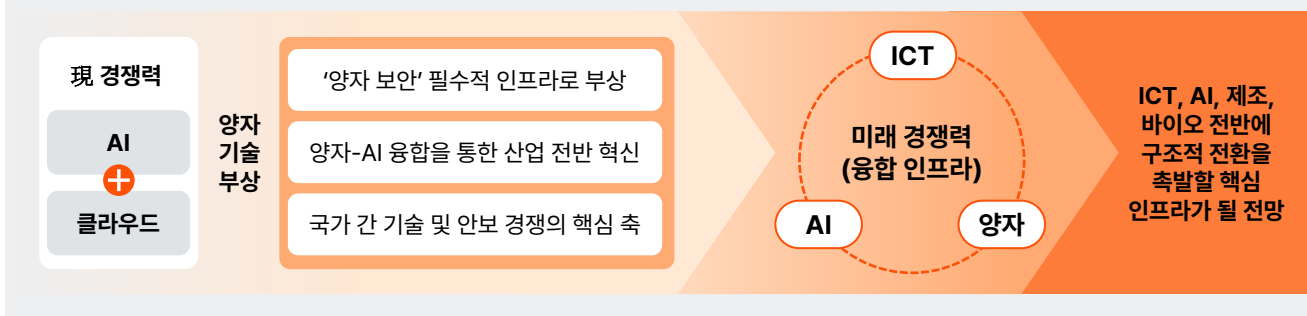 現 경쟁력
AI
클라우드
양자
기술
부상
‘양자 보안’ 필수적 인프라로 부상
양자-AI 융합을 통한 산업 전반 혁신
국가 간 기술 및 안보 경쟁의 핵심 축
ICT
미래 경쟁력
(융합 인프라)
AI
양자
ICT, AI, 제조,
바이오 전반에
구조적 전환을
촉발할 핵심
인프라가 될 전망